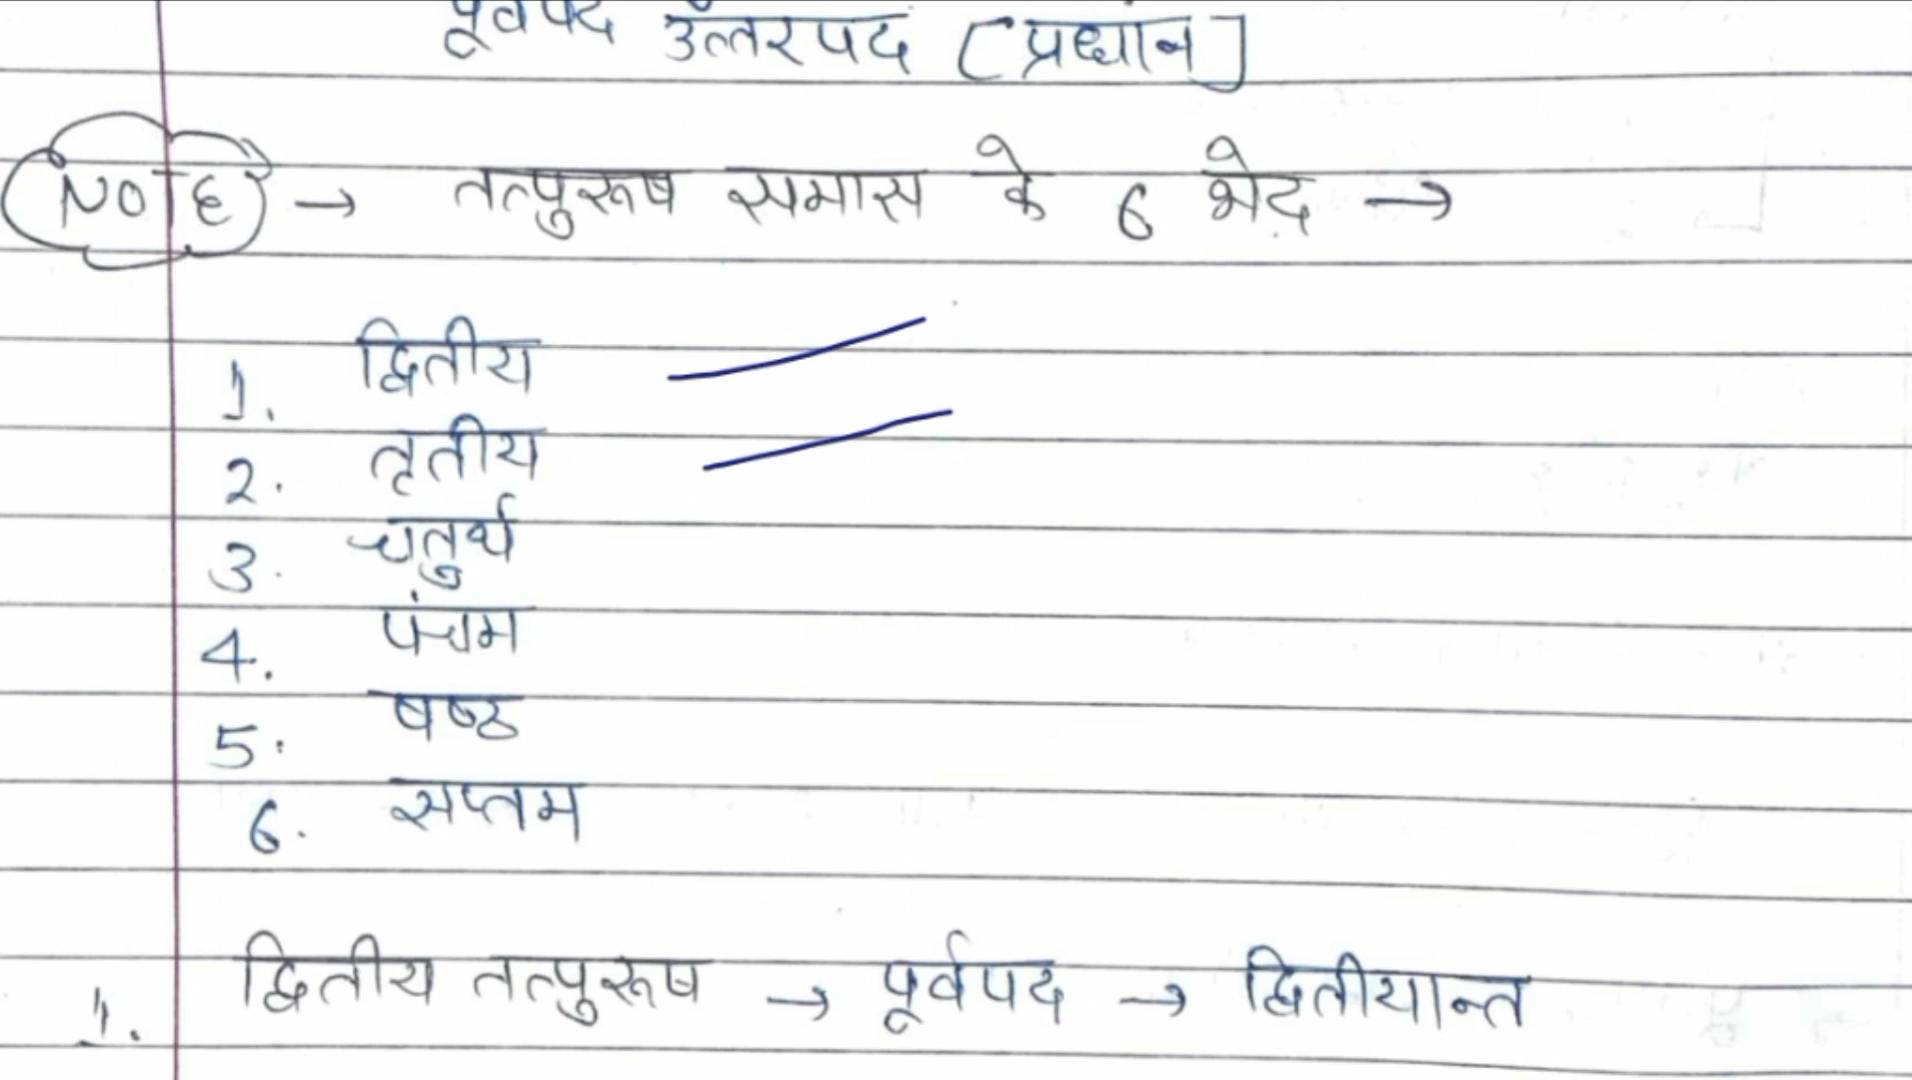 पूर्वपद उत्तरपद [प्रधान]
NOTE → तत्पुरूष समास के 6 भेद →
1. द्वितीय
2. तृतीय
3. चतुर्थ
4. पंचम
5. षष्ठ
6. सप्तम
1. द्वितीय तत्पुरूष → पूर्वपद → द्वितीयान्त